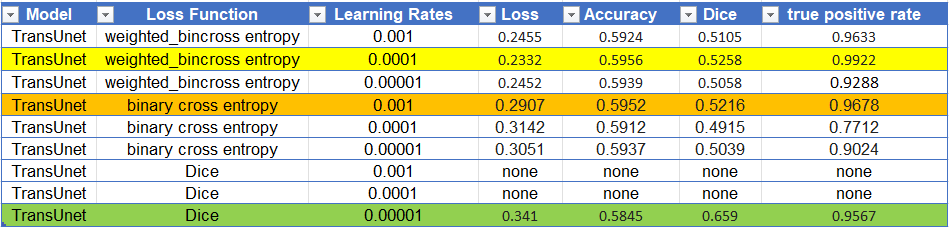 Model Loss Function Learning Rates Loss Accuracy Dice true positive rate
TransUnet weighted_bincross entropy 0.001 0.2455 0.5924 0.5105 0.9633
TransUnet weighted_bincross entropy 0.0001 0.2332 0.5956 0.5258 0.9922
TransUnet weighted_bincross entropy 0.00001 0.2452 0.5939 0.5058 0.9288
TransUnet binary cross entropy 0.001 0.2907 0.5952 0.5216 0.9678
TransUnet binary cross entropy 0.0001 0.3142 0.5912 0.4915 0.7712
TransUnet binary cross entropy 0.00001 0.3051 0.5937 0.5039 0.9024
TransUnet Dice 0.001 none none none none
TransUnet Dice 0.0001 none none none none
TransUnet Dice 0.00001 0.341 0.5845 0.659 0.9567